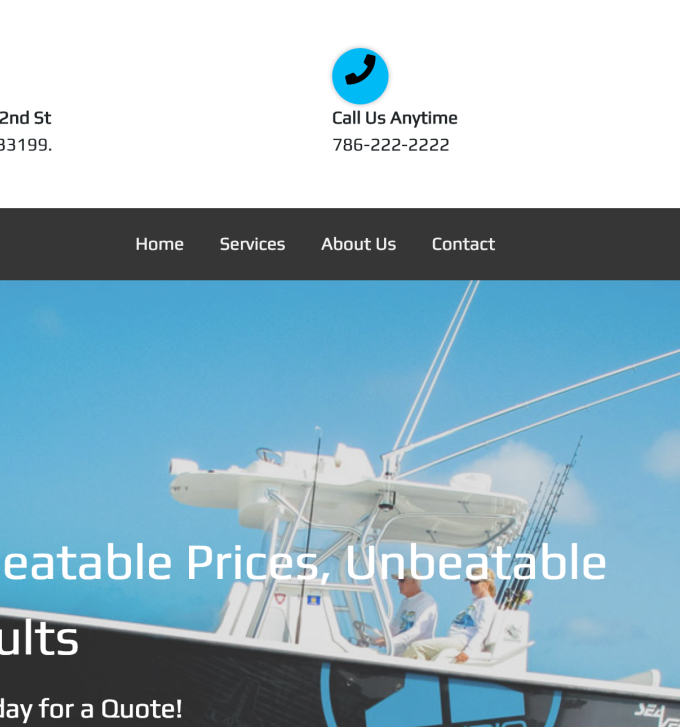 2nd St
33199.
Call Us Anytime
786-222-2222
Home Services About Us Contact
eatable Prices, Unbeatable
ults
day for a Quote!
SEA